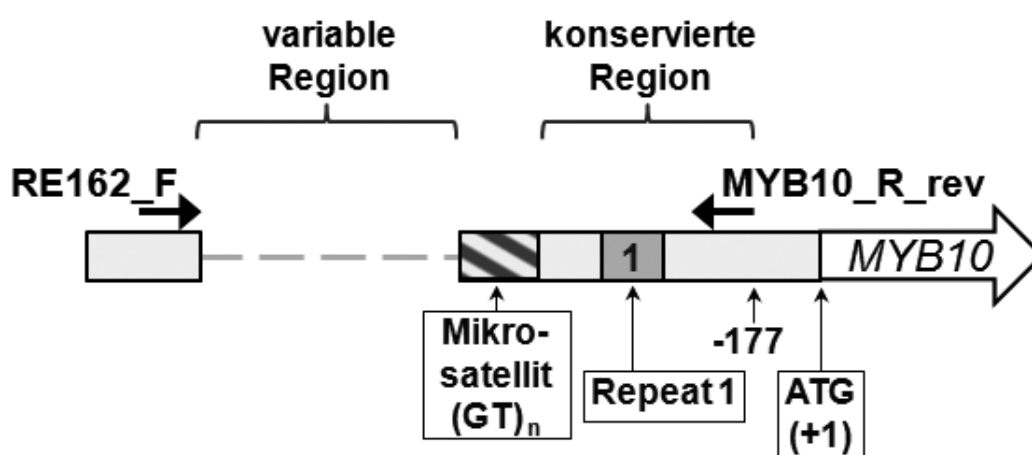 variable
Region
konservierte
Region
RE162_F
MYB10_R_rev
1
MYB10
Mikro-
satellit
(GT)n
Repeat 1
-177
ATG
(+1)